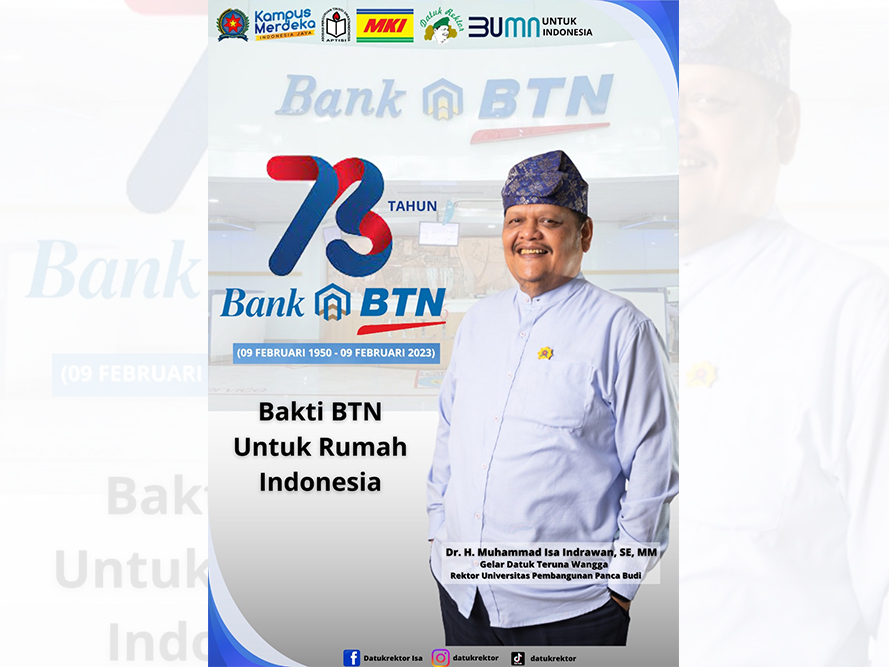 Kampus
Merdeka
INDONESIA JAYA
APTISI
MKI
Datuk Rektor
BUMN UNTUK
INDONESIA
Bank BTN
73 TAHUN
Bank BTN
(09 FEBRUARI 1950 - 09 FEBRUARI 2023)
Bakti BTN
Untuk Rumah
Indonesia
Dr. H. Muhammad Isa Indrawan, SE, MM
Gelar Datuk Teruna Wangga
Rektor Universitas Pembangunan Panca Budi
Datukrektor Isa datukrektor datukrektor
Bank
(09 FEBRUARI
Bak
Untuk
Indo